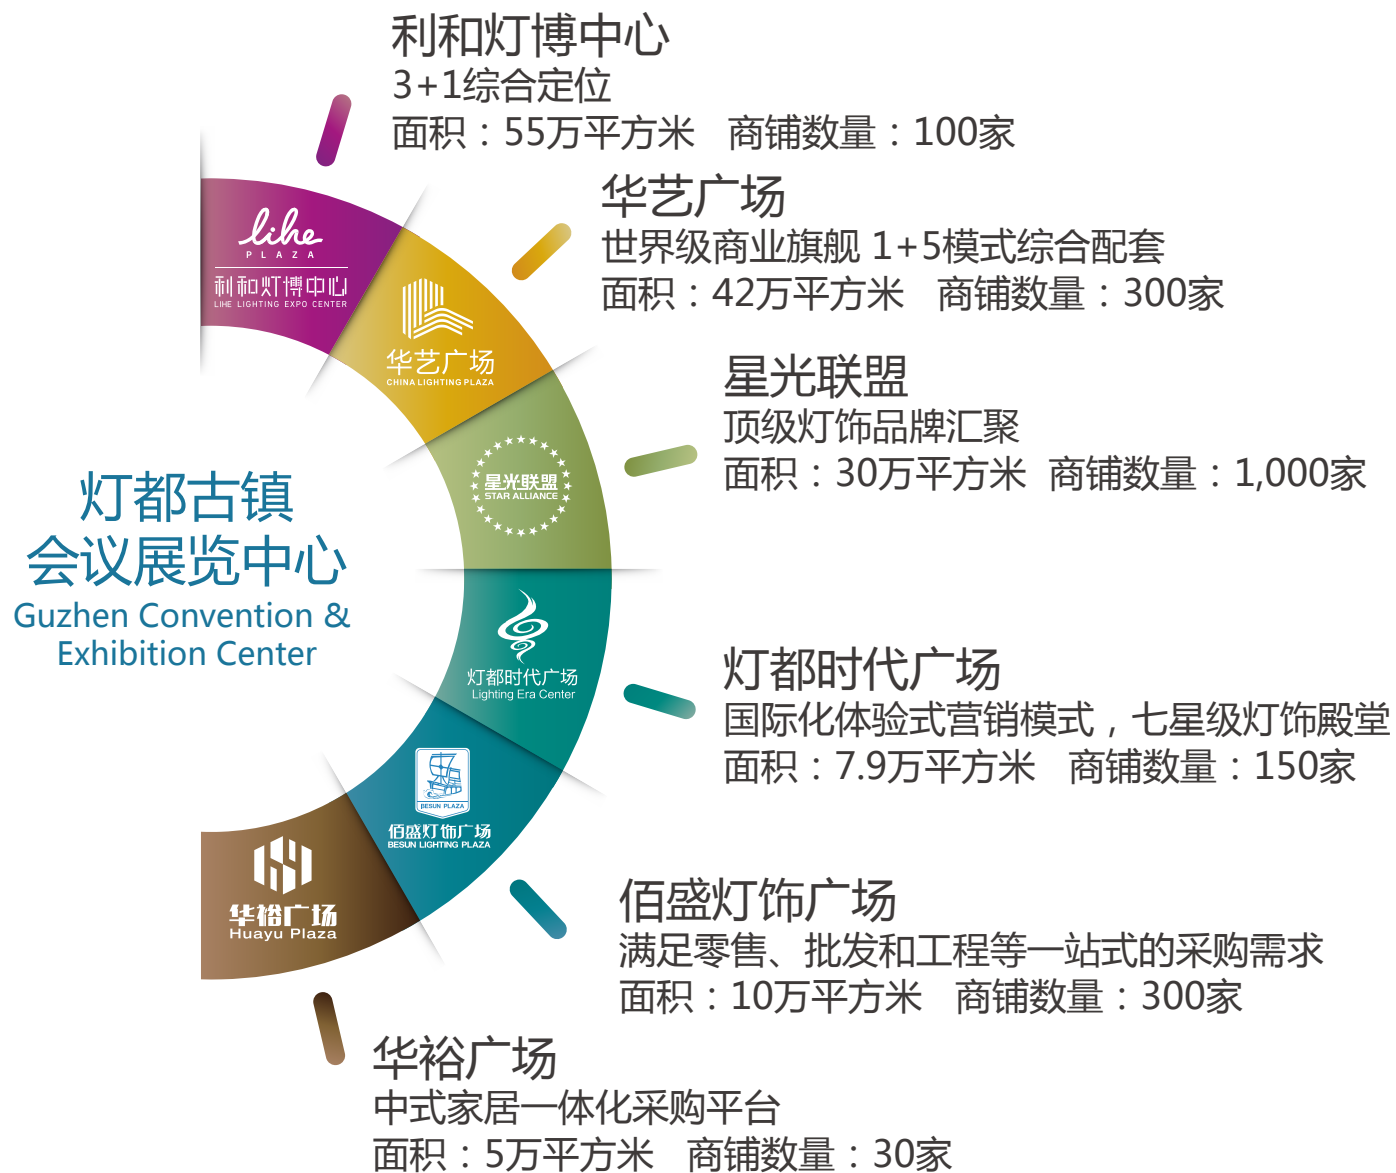 利和灯博中心
3+1综合定位
面积：55万平方米 商铺数量：100家
lihe
PLAZA
利和灯博中心
LIHE LIGHTING EXPO CENTER
华艺广场
世界级商业旗舰 1+5模式综合配套
面积：42万平方米 商铺数量：300家
华艺广场
CHINA LIGHTING PLAZA
星光联盟
顶级灯饰品牌汇聚
面积：30万平方米 商铺数量：1,000家
星光联盟
STAR ALLIANCE
灯都古镇
会议展览中心
Guzhen Convention &
Exhibition Center
灯都时代广场
国际化体验式营销模式，七星级灯饰殿堂
面积：7.9万平方米 商铺数量：150家
灯都时代广场
Lighting Era Center
BESUN PLAZA
佰盛灯饰广场
BESUN LIGHTING PLAZA
佰盛灯饰广场
满足零售、批发和工程等一站式的采购需求
面积：10万平方米 商铺数量：300家
华裕广场
Huayu Plaza
华裕广场
中式家居一体化采购平台
面积：5万平方米 商铺数量：30家